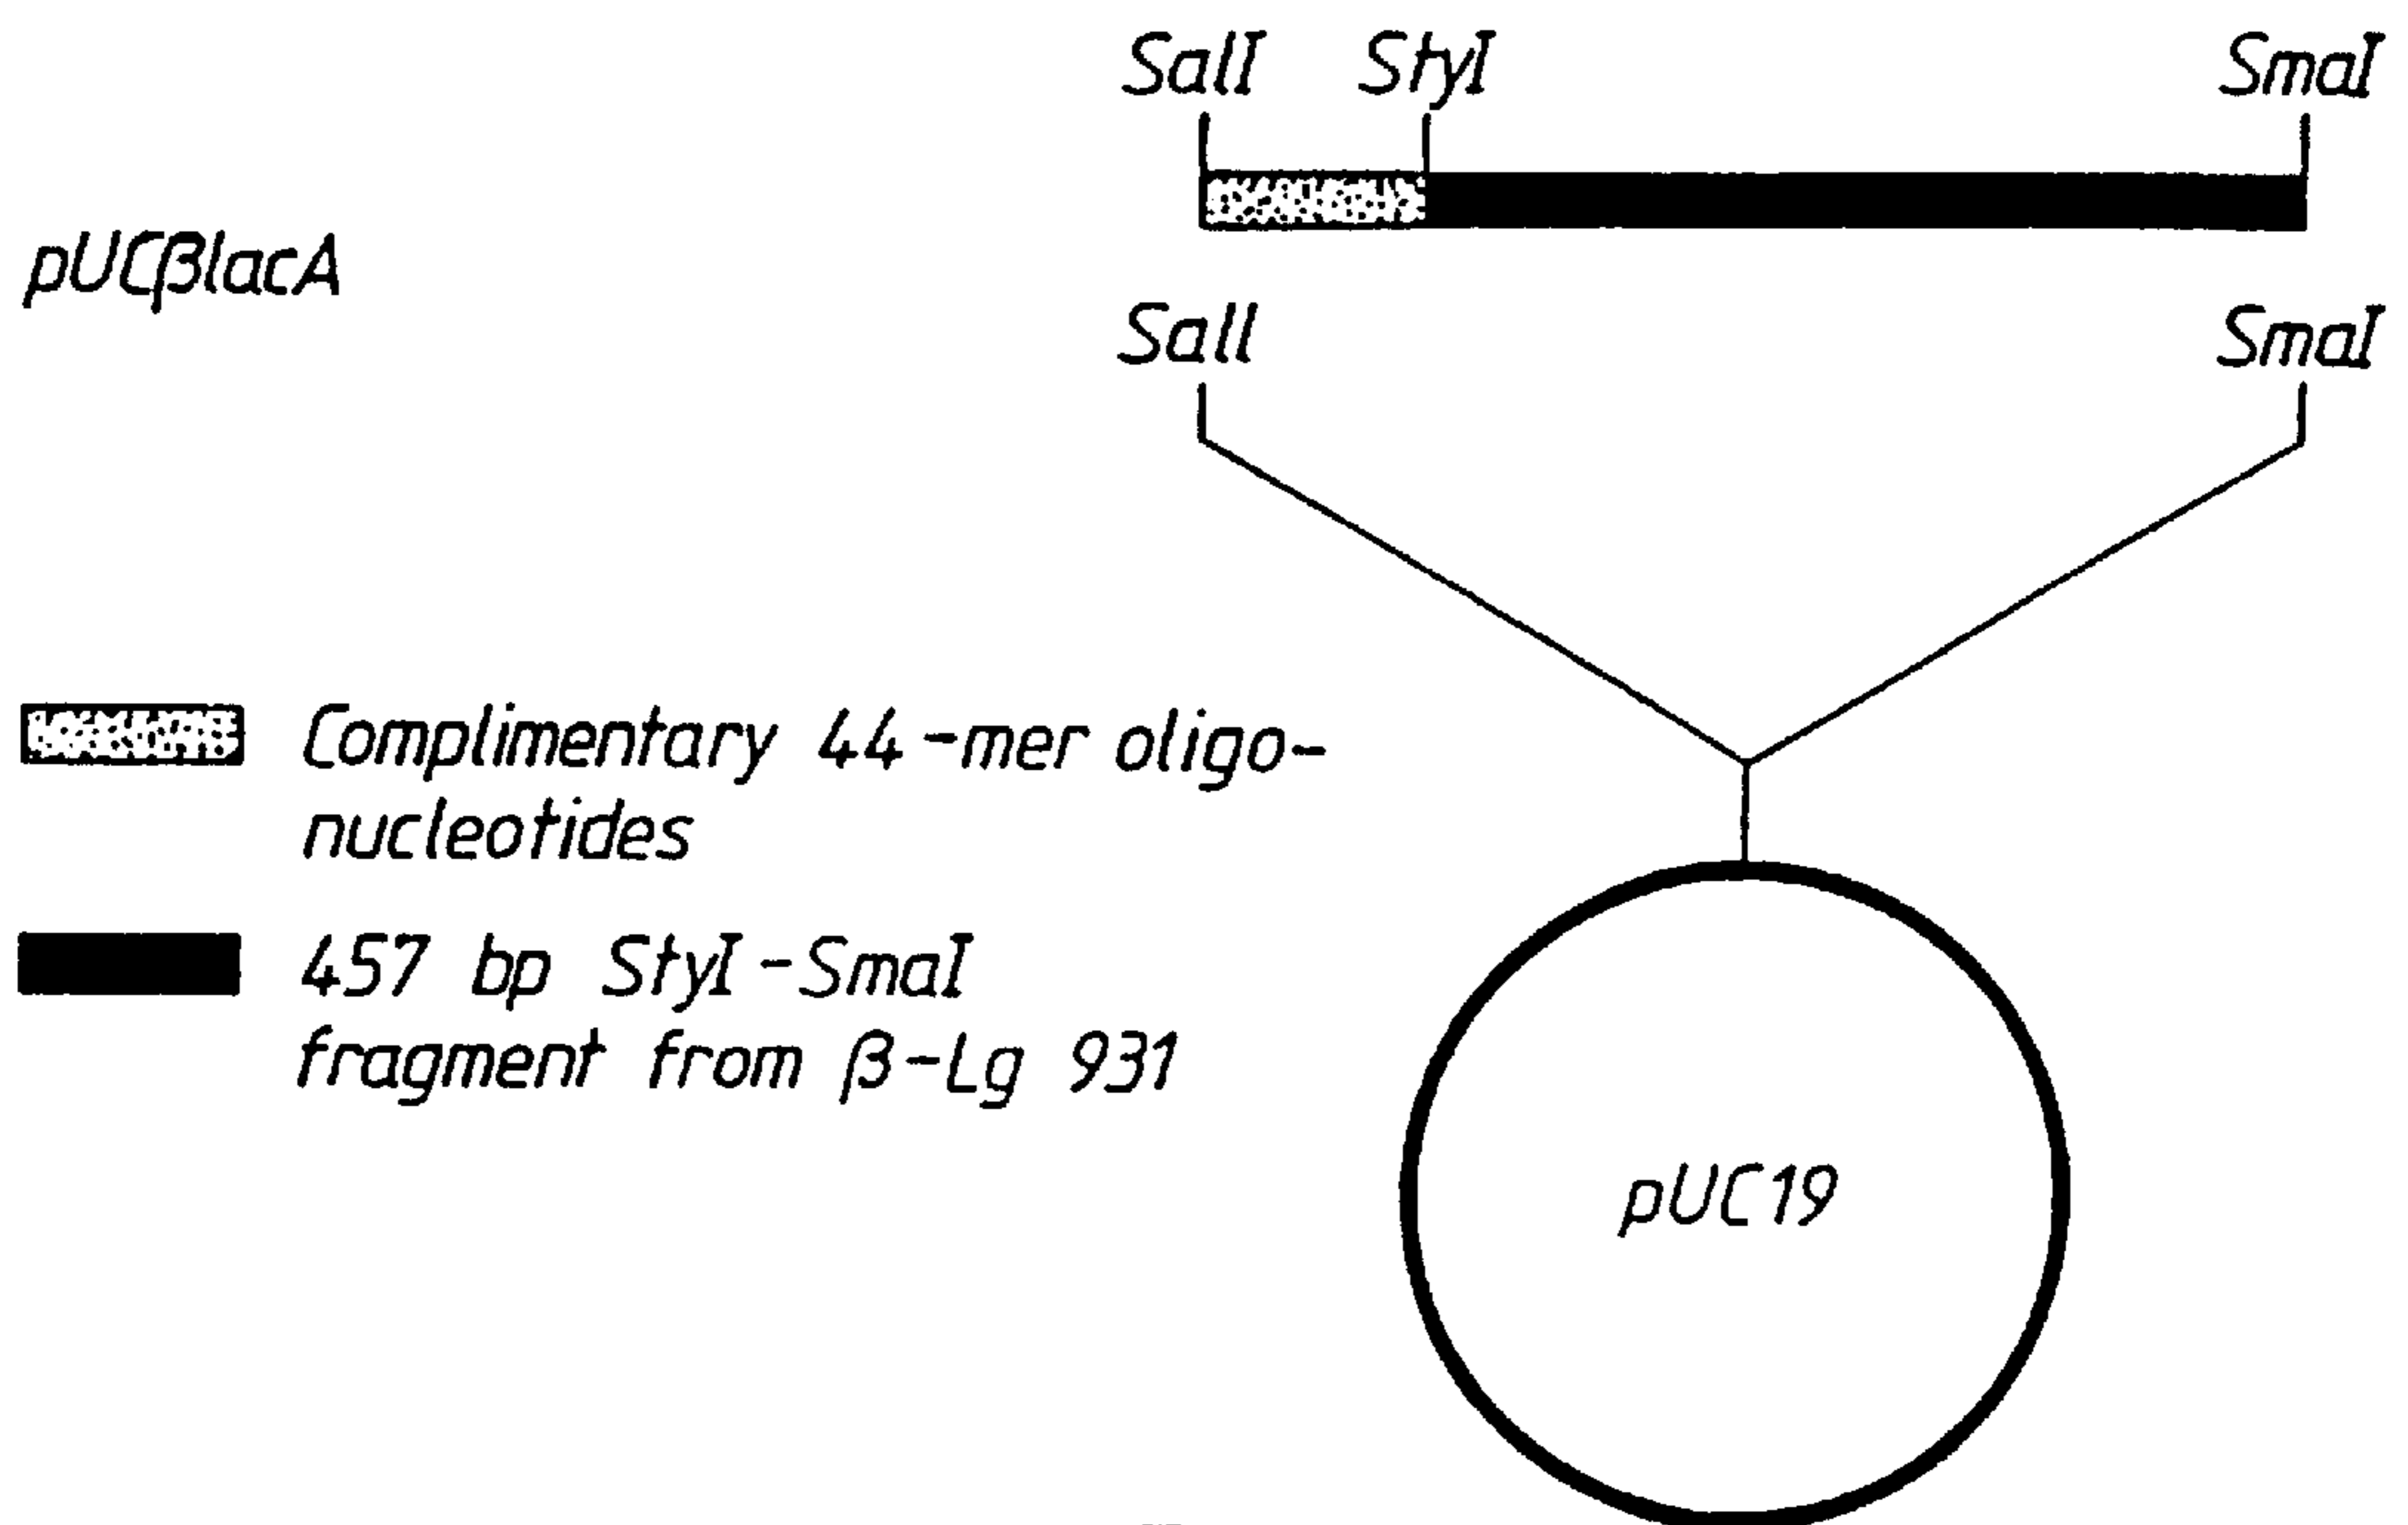 SalI StyI SmaI
pUCβlacA
SalI SmaI
Complimentary 44-mer oligo-
nucleotides
457 bp StyI-SmaI
fragment from β-Lg 931
pUC19